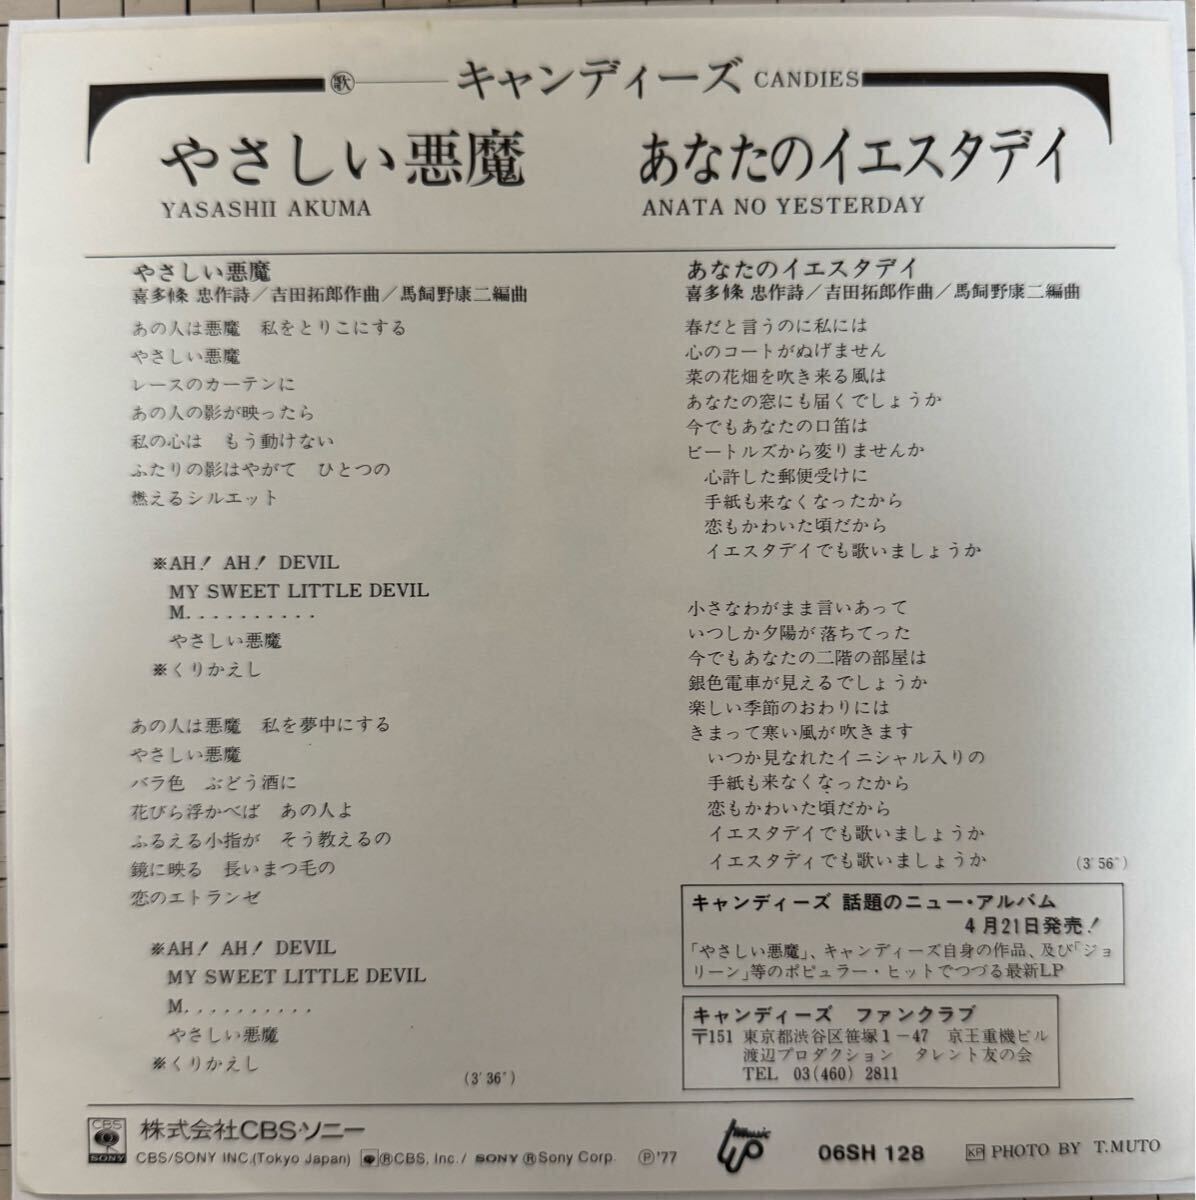 歌 キャンディーズ CANDIES
やさしい悪魔
YASASHII AKUMA
あなたのイエスタデイ
ANATA NO YESTERDAY
やさしい悪魔
喜多條 忠作詩／吉田拓郎作曲／馬飼野康二編曲
あの人は悪魔　私をとりこにする
やさしい悪魔
レースのカーテンに
あの人の影が映ったら
私の心は　もう動けない
ふたりの影はやがて　ひとつの
燃えるシルエット
※AH! AH! DEVIL
MY SWEET LITTLE DEVIL
M..........
やさしい悪魔
※くりかえし
あの人は悪魔　私を夢中にする
やさしい悪魔
バラ色　ぶどう酒に
花びら浮かべば　あの人よ
ふるえる小指が　そう教えるの
鏡に映る　長いまつ毛の
恋のエトランゼ
※AH! AH! DEVIL
MY SWEET LITTLE DEVIL
M..........
やさしい悪魔
※くりかえし
(3′36″)
あなたのイエスタデイ
喜多條 忠作詩／吉田拓郎作曲／馬飼野康二編曲
春だと言うのに私には
心のコートがぬげません
菜の花畑を吹き来る風は
あなたの窓にも届くでしょうか
今でもあなたの口笛は
ビートルズから変りませんか
心許した郵便受けに
手紙も来なくなったから
恋もかわいた頃だから
イエスタデイでも歌いましょうか
小さなわがまま言いあって
いつしか夕陽が落ちてった
今でもあなたの二階の部屋は
銀色電車が見えるでしょうか
楽しい季節のおわりには
きまって寒い風が吹きます
いつか見なれたイニシャル入りの
手紙も来なくなったから
恋もかわいた頃だから
イエスタデイでも歌いましょうか
イエスタディでも歌いましょうか
(3′56″)
キャンディーズ 話題のニュー・アルバム
4月21日発売!
「やさしい悪魔」、キャンディーズ自身の作品、及び「ジョ
リーン」等のポピュラー・ヒットでつづる最新LP
キャンディーズ　ファンクラブ
〒151 東京都渋谷区笹塚1−47　京王重機ビル
渡辺プロダクション　タレント友の会
TEL 03(460) 2811
CBS SONY
株式会社CBS・ソニー
CBS/SONY INC.(Tokyo Japan) ®CBS, Inc./ SONY ®Sony Corp. ℗'77
music up
06SH 128
KP PHOTO BY T.MUTO